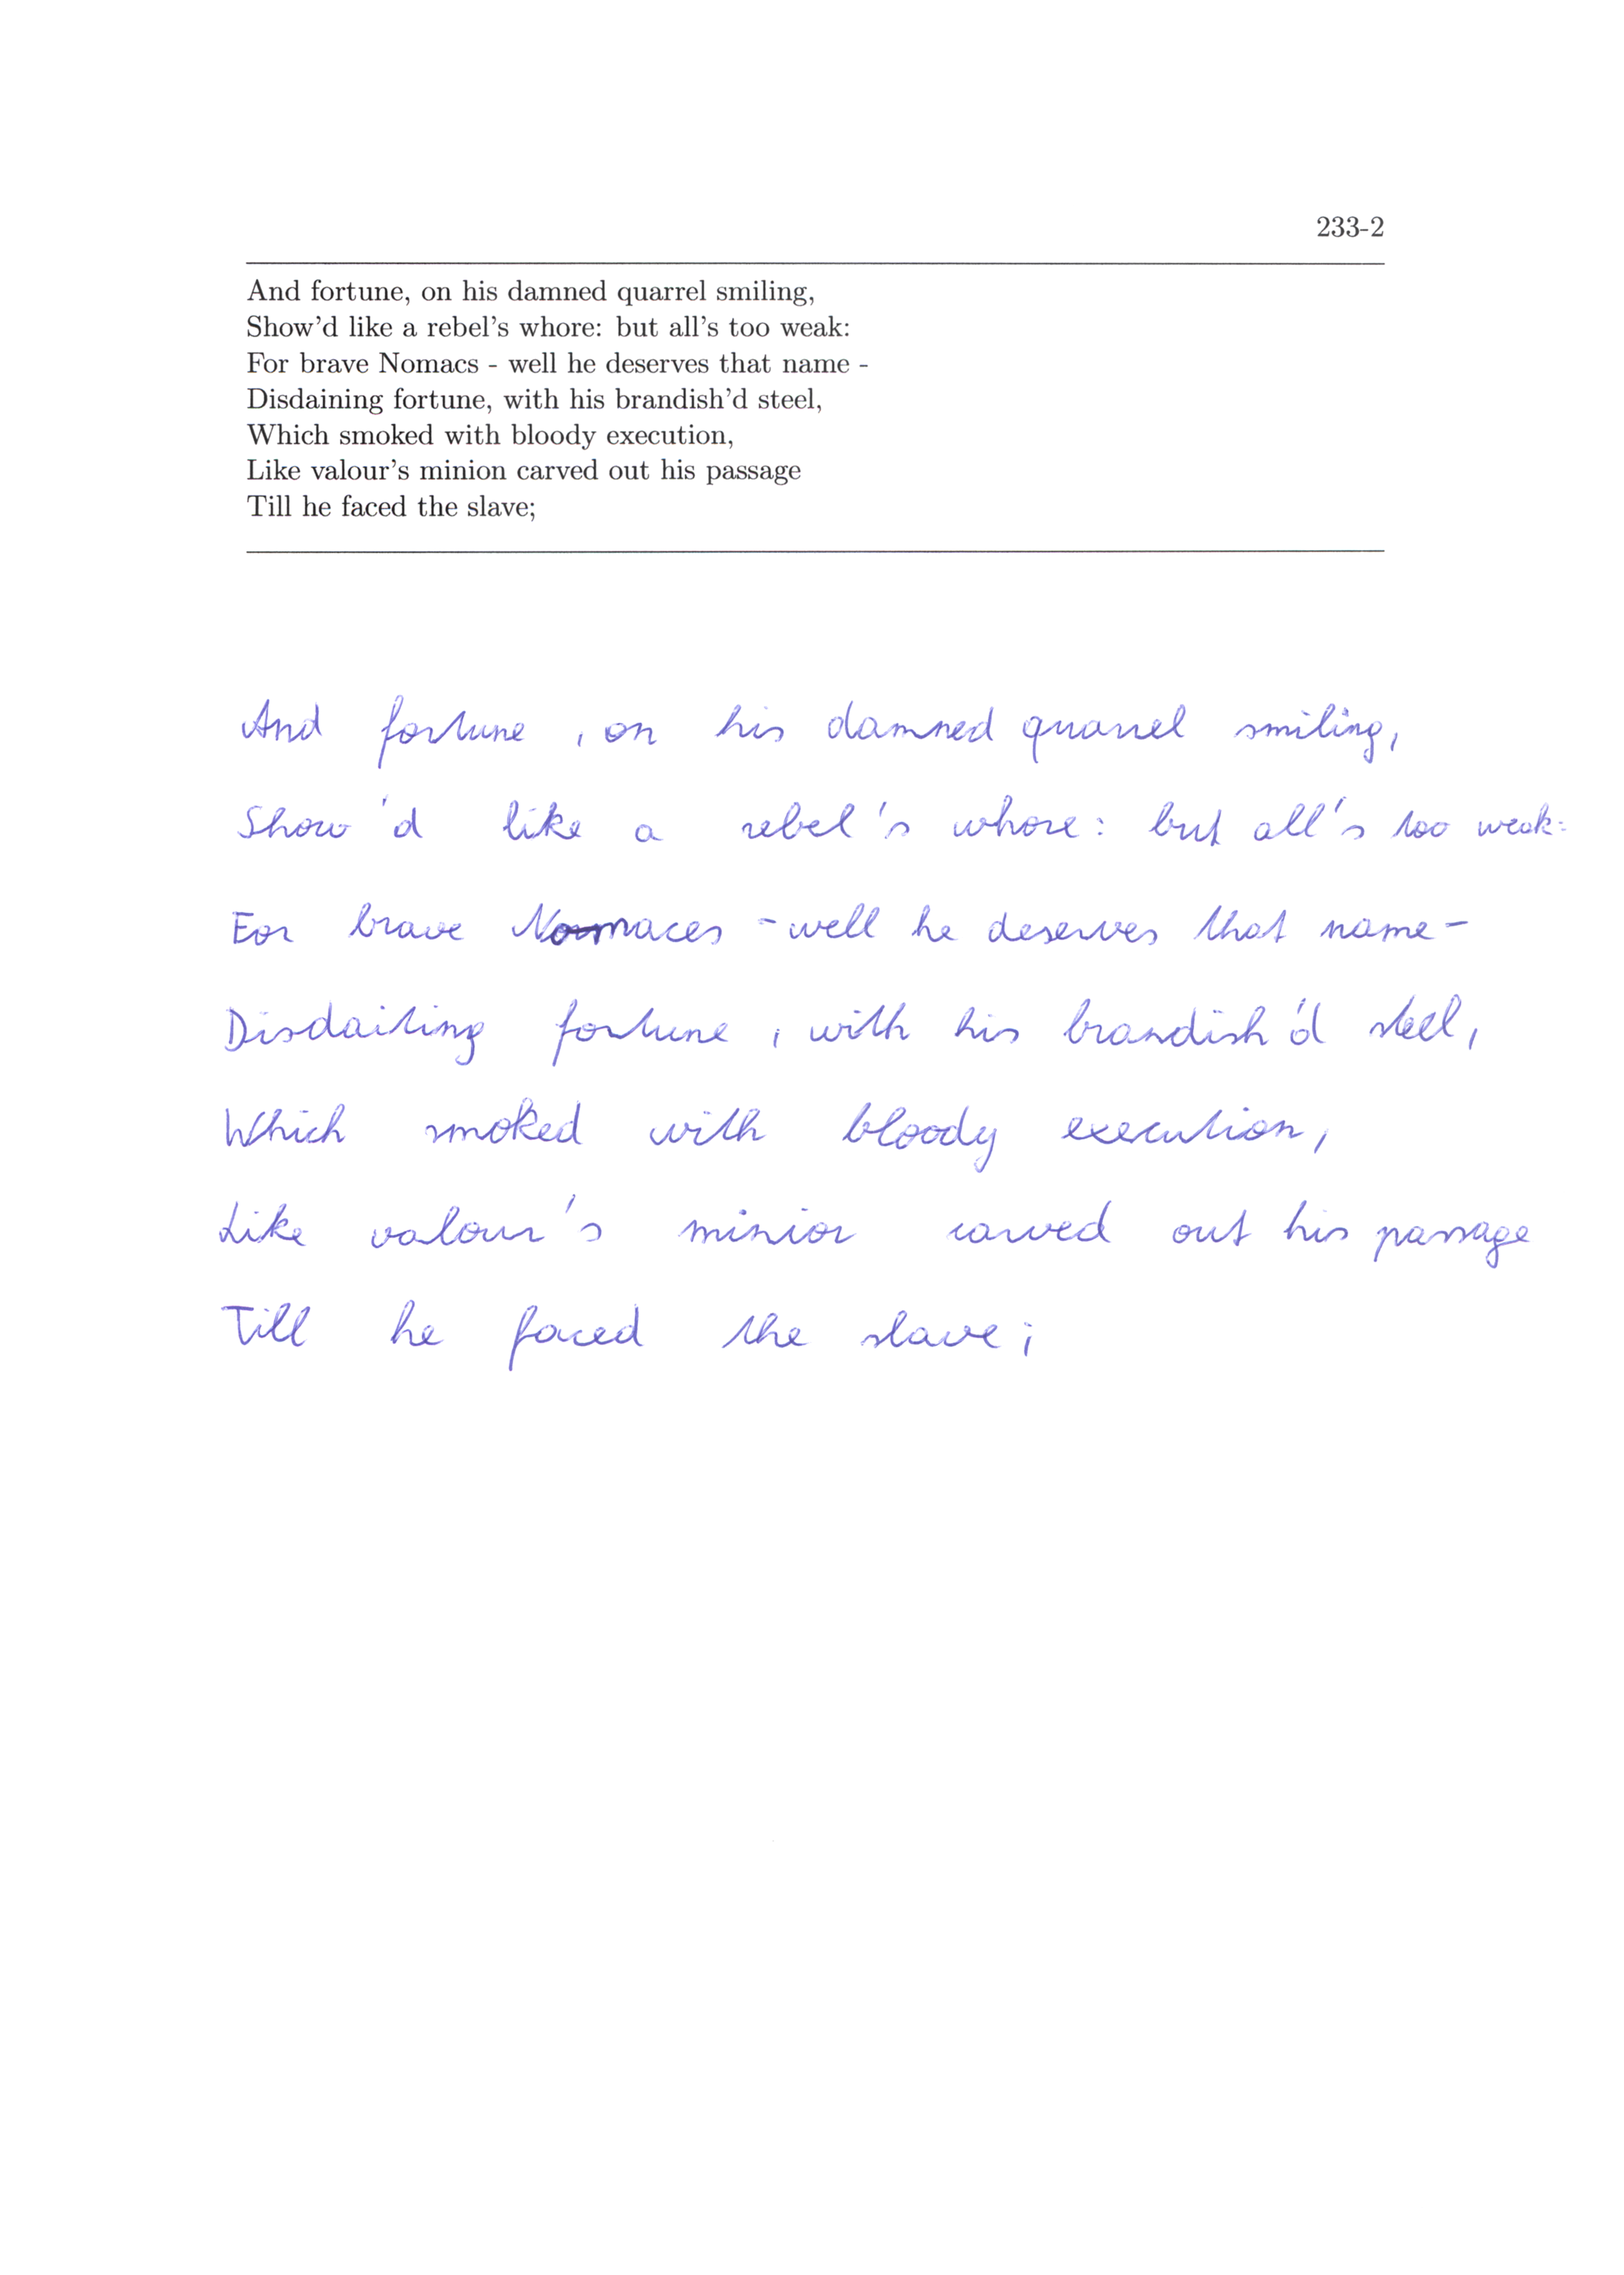 233-2
And fortune, on his damned quarrel smiling,
Show'd like a rebel's whore: but all's too weak:
For brave Nomacs - well he deserves that name -
Disdaining fortune, with his brandish'd steel,
Which smoked with bloody execution,
Like valour's minion carved out his passage
Till he faced the slave;
And fortune , on his damned quarrel smiling,
Show'd like a rebel's whore: but all's too weak:
For brave - well he deserves that name -
Disdaiting fortune , with his brandish'd steel,
Which smoked with bloody execution,
Like valour's minior carved out his passage
Till he faced the slave;